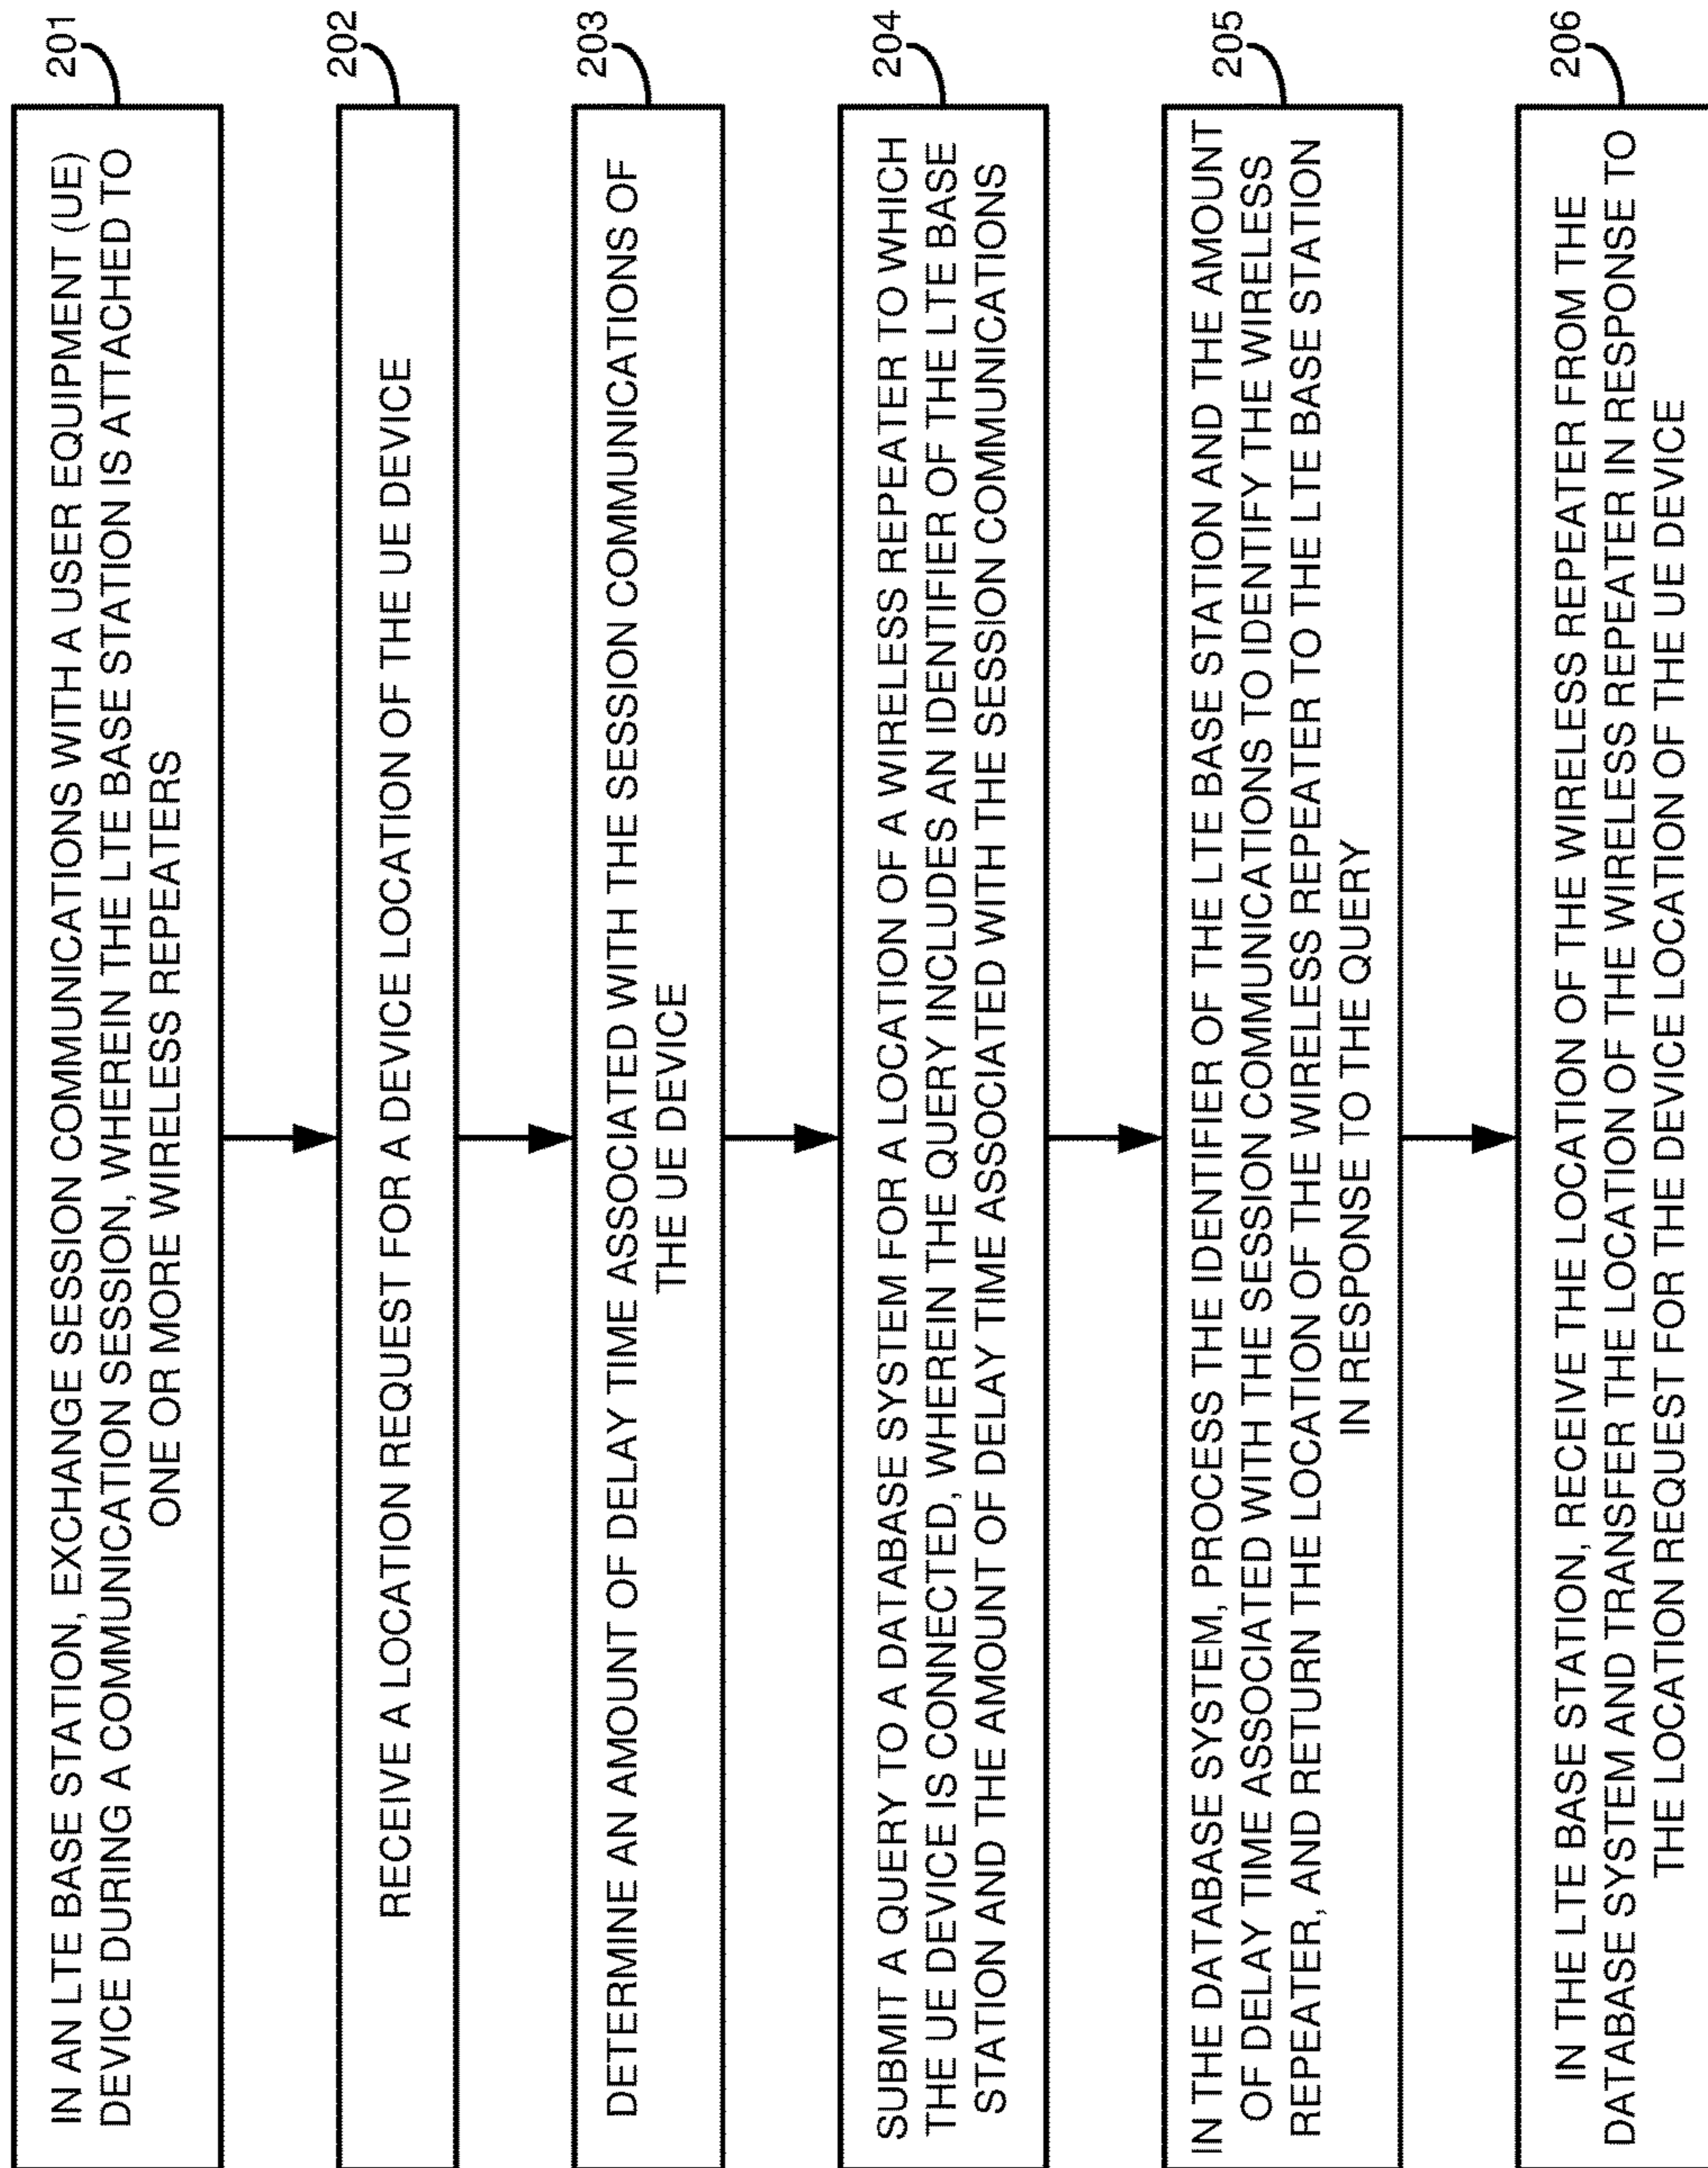 201
IN AN LTE BASE STATION, EXCHANGE SESSION COMMUNICATIONS WITH A USER EQUIPMENT (UE)
DEVICE DURING A COMMUNICATION SESSION, WHEREIN THE LTE BASE STATION IS ATTACHED TO
ONE OR MORE WIRELESS REPEATERS
202
RECEIVE A LOCATION REQUEST FOR A DEVICE LOCATION OF THE UE DEVICE
203
DETERMINE AN AMOUNT OF DELAY TIME ASSOCIATED WITH THE SESSION COMMUNICATIONS OF
THE UE DEVICE
204
SUBMIT A QUERY TO A DATABASE SYSTEM FOR A LOCATION OF A WIRELESS REPEATER TO WHICH
THE UE DEVICE IS CONNECTED, WHEREIN THE QUERY INCLUDES AN IDENTIFIER OF THE LTE BASE
STATION AND THE AMOUNT OF DELAY TIME ASSOCIATED WITH THE SESSION COMMUNICATIONS
205
IN THE DATABASE SYSTEM, PROCESS THE IDENTIFIER OF THE LTE BASE STATION AND THE AMOUNT
OF DELAY TIME ASSOCIATED WITH THE SESSION COMMUNICATIONS TO IDENTIFY THE WIRELESS
REPEATER, AND RETURN THE LOCATION OF THE WIRELESS REPEATER TO THE LTE BASE STATION
IN RESPONSE TO THE QUERY
206
IN THE LTE BASE STATION, RECEIVE THE LOCATION OF THE WIRELESS REPEATER FROM THE
DATABASE SYSTEM AND TRANSFER THE LOCATION OF THE WIRELESS REPEATER IN RESPONSE TO
THE LOCATION REQUEST FOR THE DEVICE LOCATION OF THE UE DEVICE